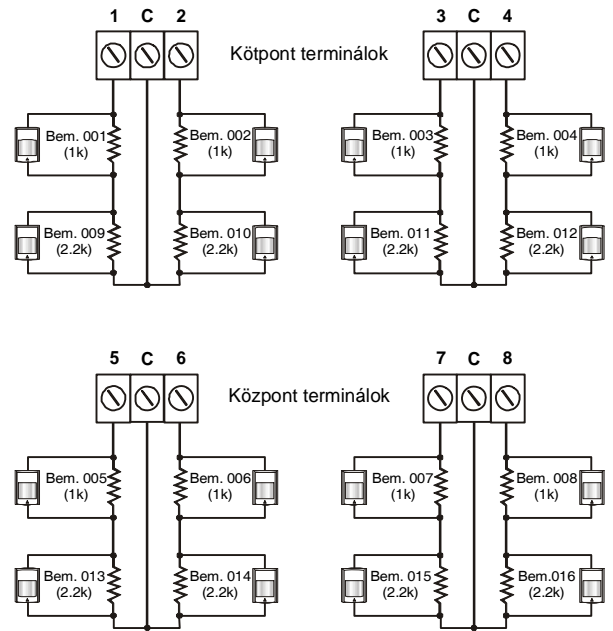 1 C 2
3 C 4
Kötpont terminálok
Bem. 001
(1k)
Bem. 002
(1k)
Bem. 003
(1k)
Bem. 004
(1k)
Bem. 009
(2.2k)
Bem. 010
(2.2k)
Bem. 011
(2.2k)
Bem. 012
(2.2k)
5 C 6
7 C 8
Központ terminálok
Bem. 005
(1k)
Bem. 006
(1k)
Bem. 007
(1k)
Bem. 008
(1k)
Bem. 013
(2.2k)
Bem. 014
(2.2k)
Bem. 015
(2.2k)
Bem.016
(2.2k)